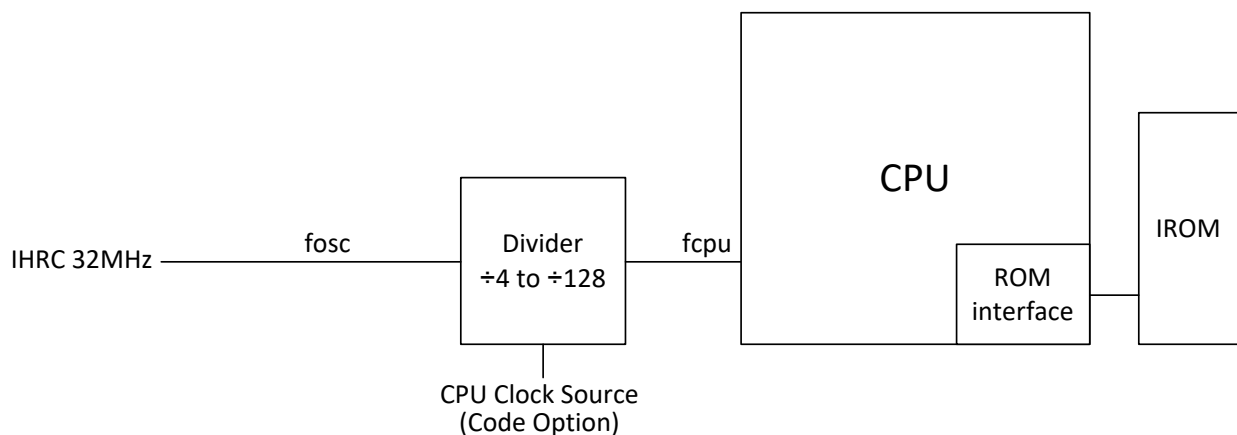 IHRC 32MHz
fosc
Divider
÷4 to ÷128
CPU Clock Source
(Code Option)
fcpu
CPU
ROM
interface
IROM